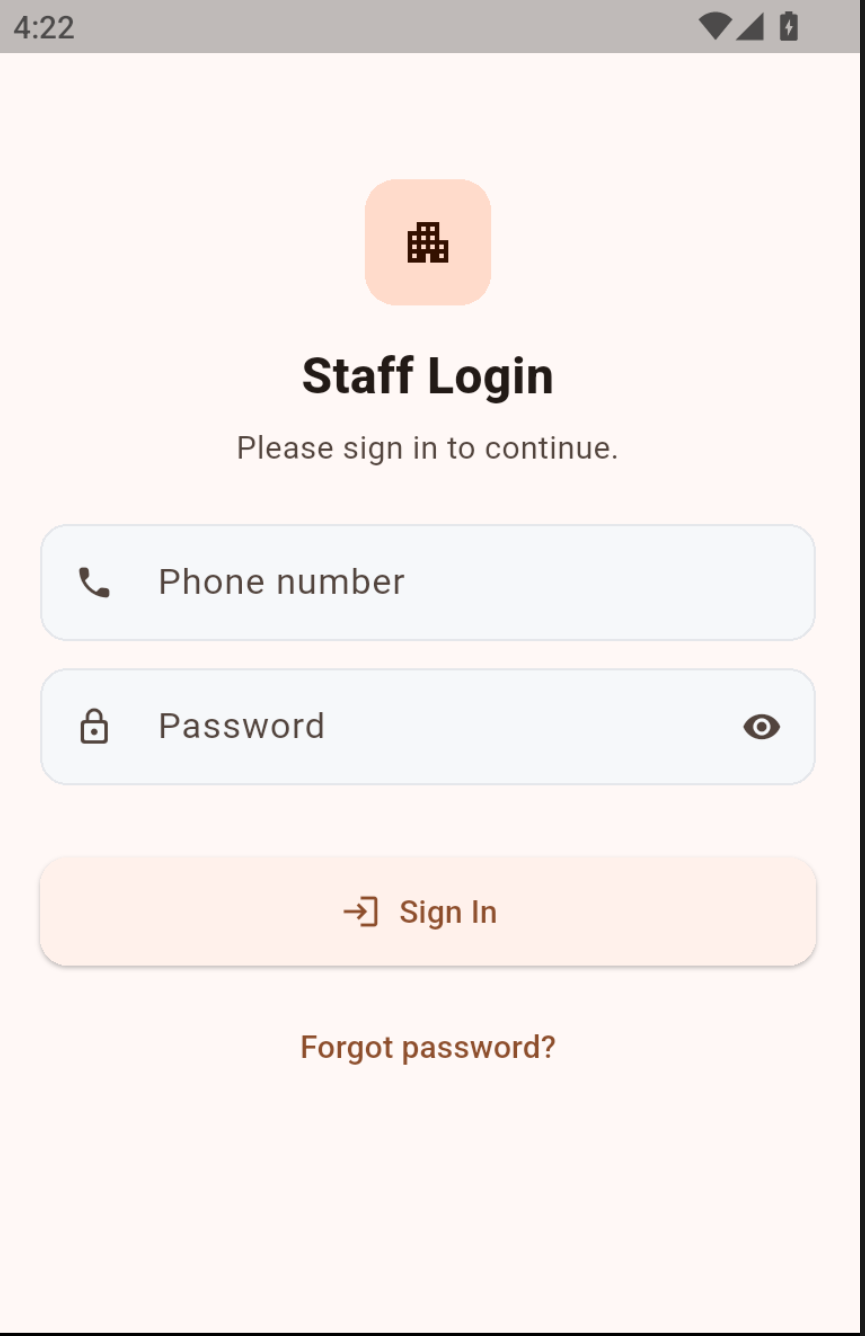 4:22
Staff Login
Please sign in to continue.
Phone number
Password
Sign In
Forgot password?